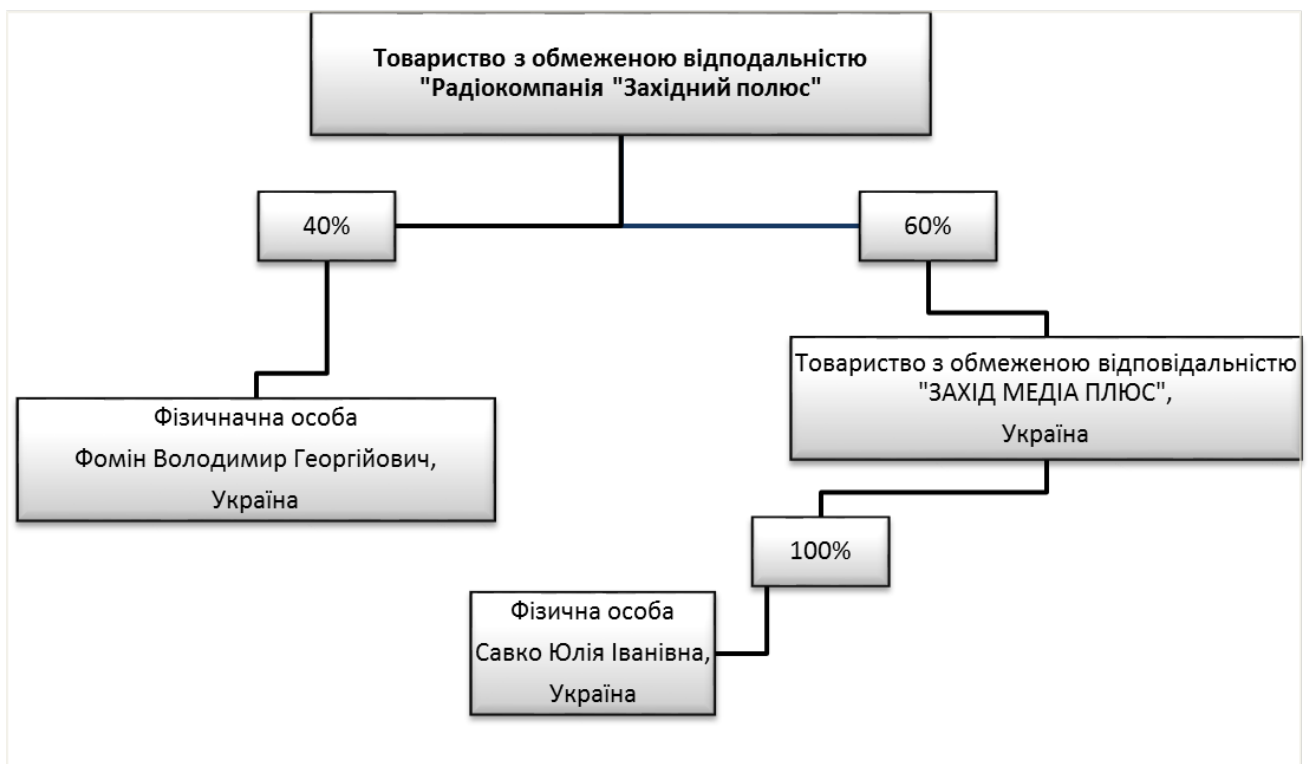 Товариство з обмеженою відподальністю
"Радіокомпанія "Західний полюс"
40%
60%
Товариство з обмеженою відповідальністю
"ЗАХІД МЕДІА ПЛЮС",
Україна
Фізичначна особа
Фомін Володимир Георгійович,
Україна
100%
Фізична особа
Савко Юлія Іванівна,
Україна